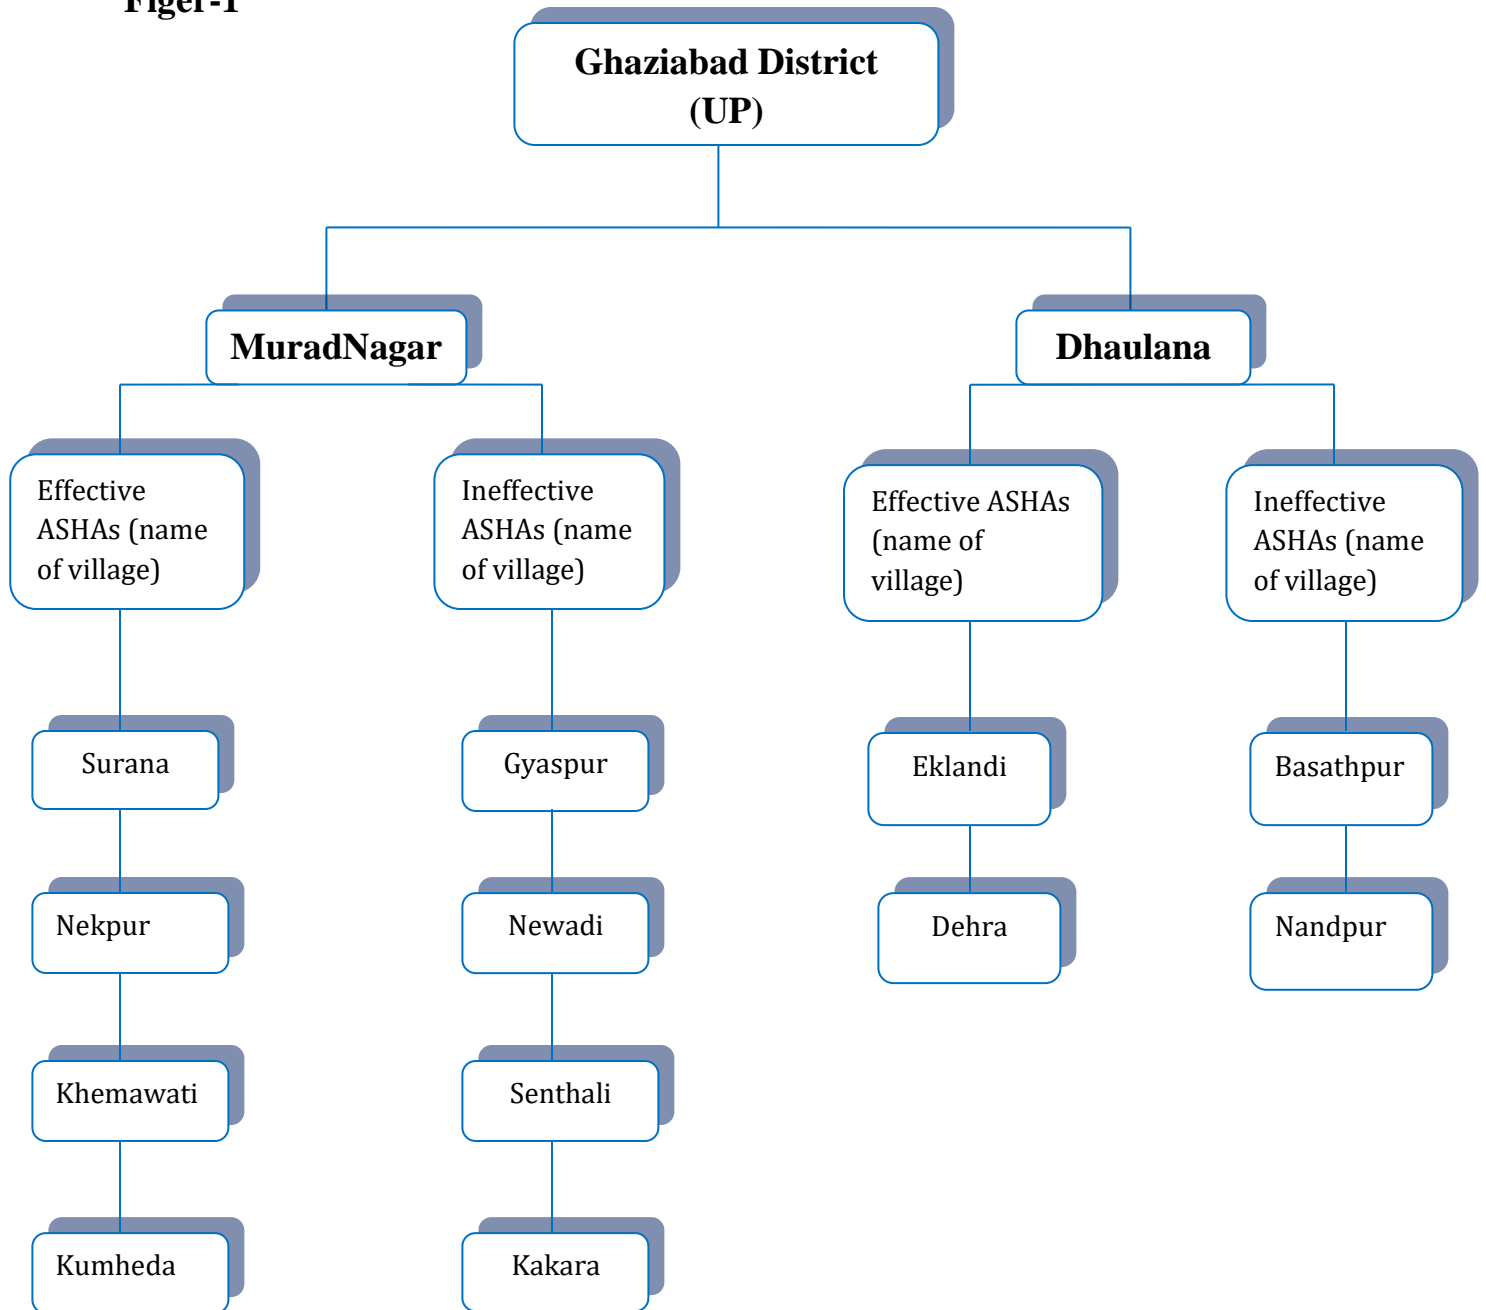 Figer-1
Ghaziabad District
(UP)
MuradNagar
Dhaulana
Effective
ASHAs (name
of village)
Ineffective
ASHAs (name
of village)
Effective ASHAs
(name of
village)
Ineffective
ASHAs (name
of village)
Surana
Gyaspur
Eklandi
Basathpur
Nekpur
Newadi
Dehra
Nandpur
Khemawati
Senthali
Kumheda
Kakara